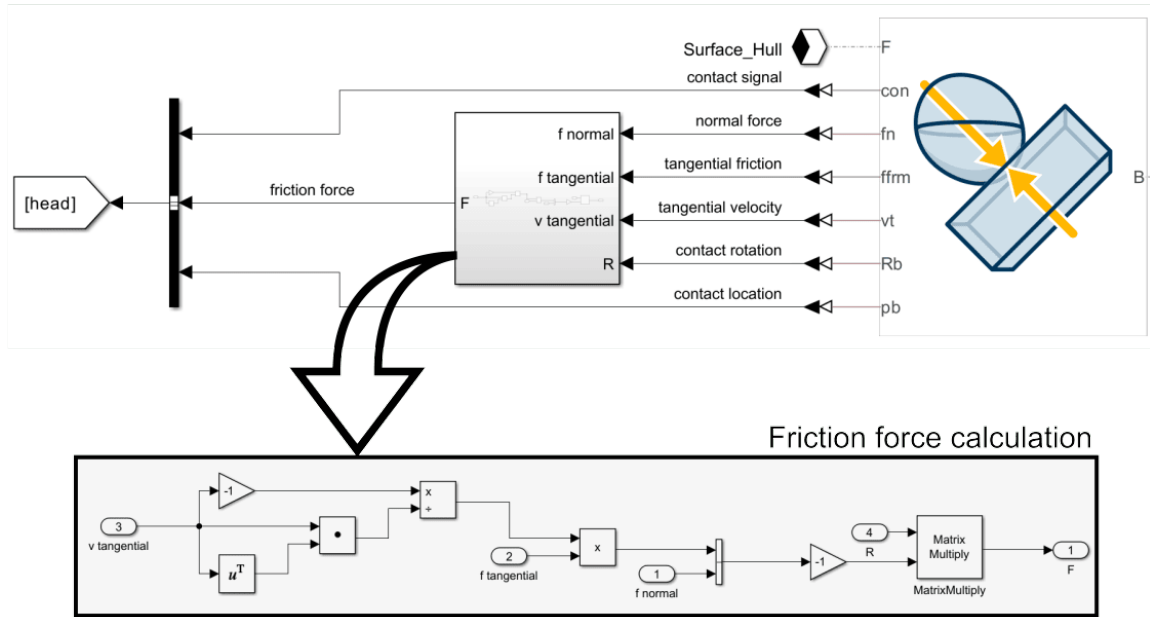 Surface_Hull
F
contact signal
con
normal force
fn
f normal
tangential friction
ffrm
f tangential
B
[head]
friction force
F
tangential velocity
vt
v tangential
contact rotation
Rb
R
contact location
pb
Friction force calculation
-1
x
÷
3
v tangential
•
uᵀ
2
f tangential
x
1
f normal
-1
4
R
Matrix
Multiply
MatrixMultiply
1
F